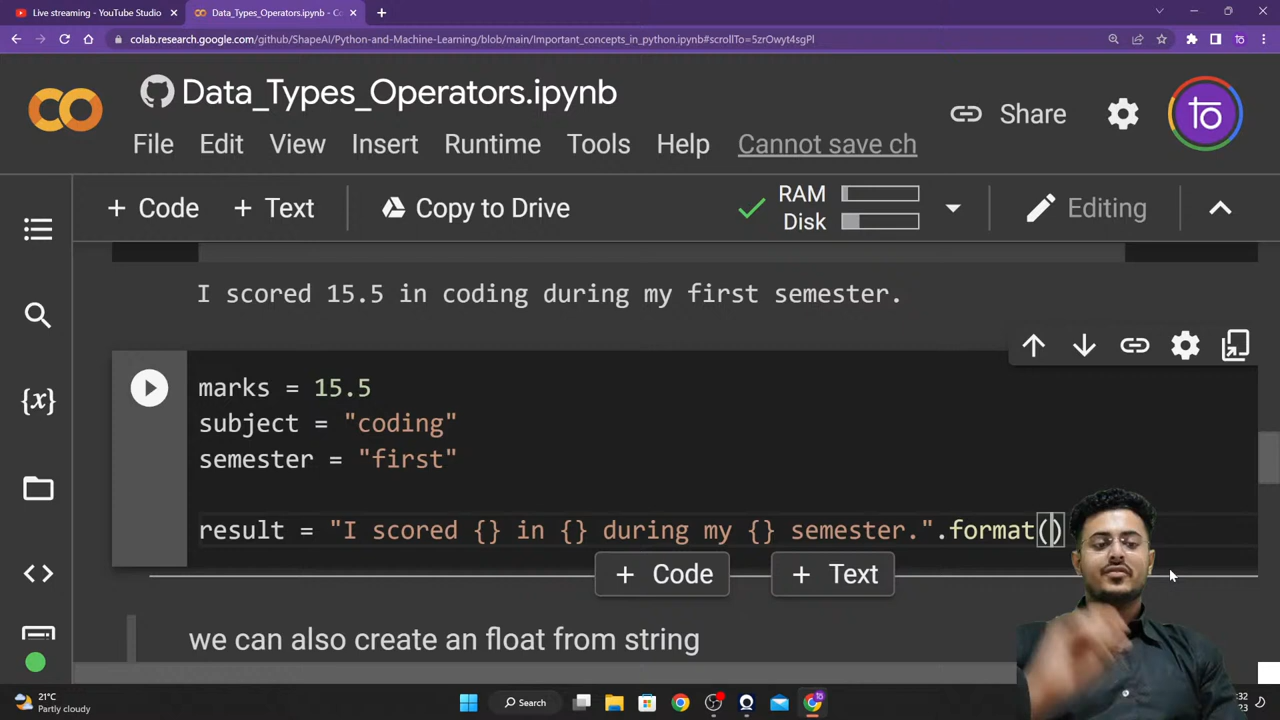 Live streaming - YouTube Studio
Data_Types_Operators.ipynb - Co
colab.research.google.com/github/ShapeAI/Python-and-Machine-Learning/blob/main/Important_concepts_in_python.ipynb#scrollTo=5zrOwyt4sgPl
Data_Types_Operators.ipynb
Share
File Edit View Insert Runtime Tools Help Cannot save ch
+ Code + Text Copy to Drive
RAM
Disk
Editing
I scored 15.5 in coding during my first semester.
{x}
marks = 15.5
subject = "coding"
semester = "first"
result = "I scored {} in {} during my {} semester.".format()
+ Code + Text
we can also create an float from string
21°C
Partly cloudy
Search